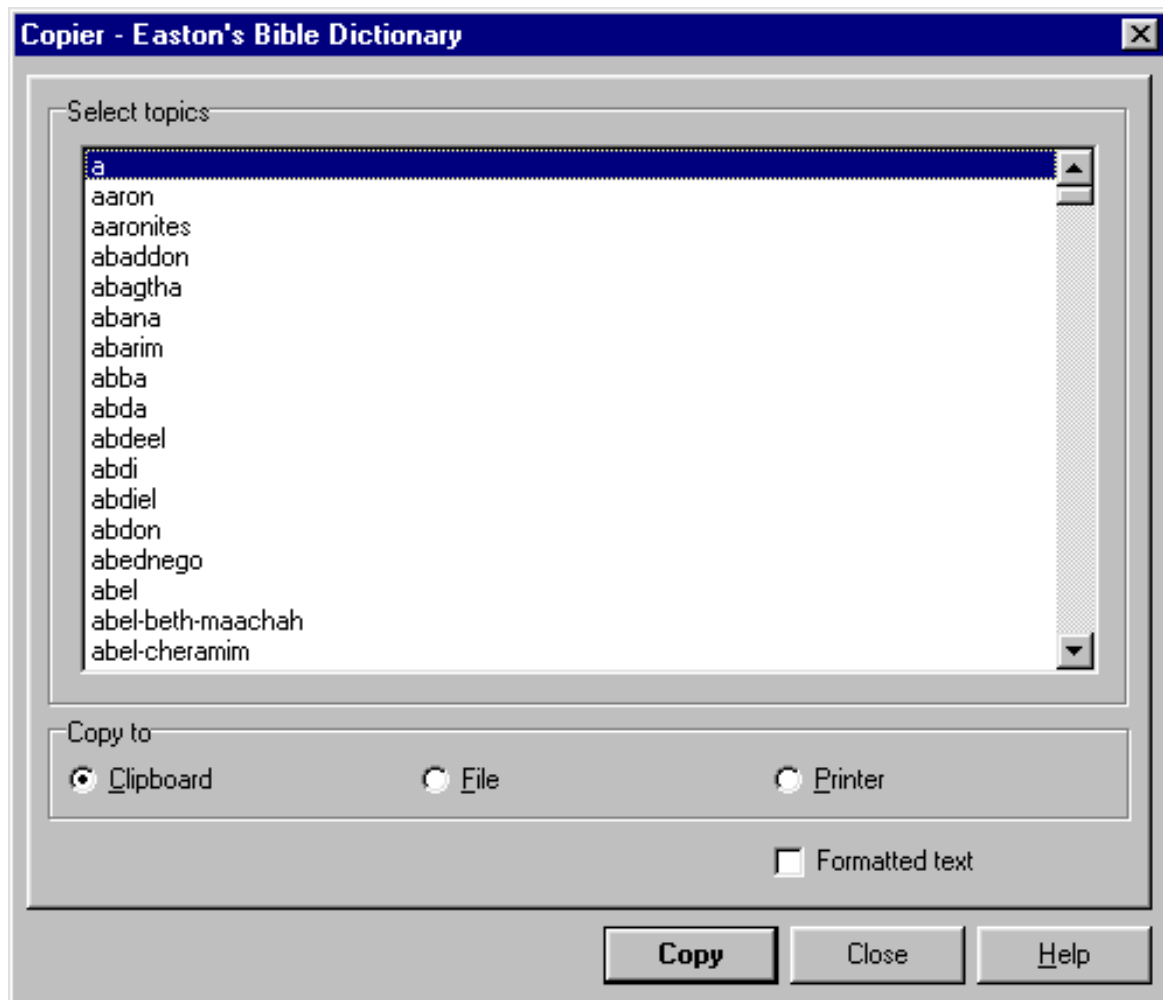 Copier - Easton's Bible Dictionary
Select topics
a
aaron
aaronites
abaddon
abagtha
abana
abarim
abba
abda
abdeel
abdi
abdiel
abdon
abednego
abel
abel-beth-maachah
abel-cheramim
Copy to
Clipboard File Printer
Formatted text
Copy Close Help